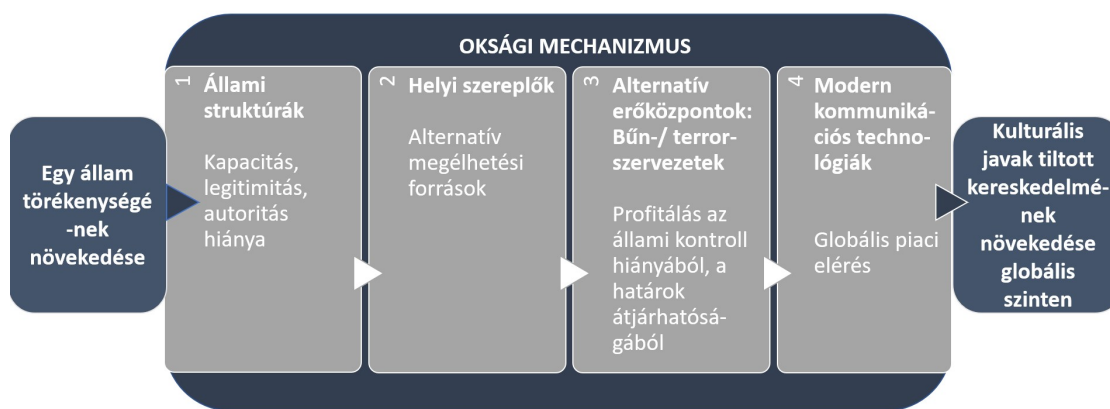 OKSÁGI MECHANIZMUS
Egy állam
törékenységé
-nek
növekedése
1
Állami
struktúrák
Kapacitás,
legitimitás,
autoritás
hiánya
2
Helyi szereplők
Alternatív
megélhetési
források
3
Alternatív
erőközpontok:
Bűn-/ terror-
szervezetek
Profitálás az
állami kontroll
hiányából, a
határok
átjárhatósá-
gából
4
Modern
kommuniká-
ciós techno-
lógiák
Globális piaci
elérés
Kulturális
javak tiltott
kereskedelmé-
nek
növekedése
globális
szinten